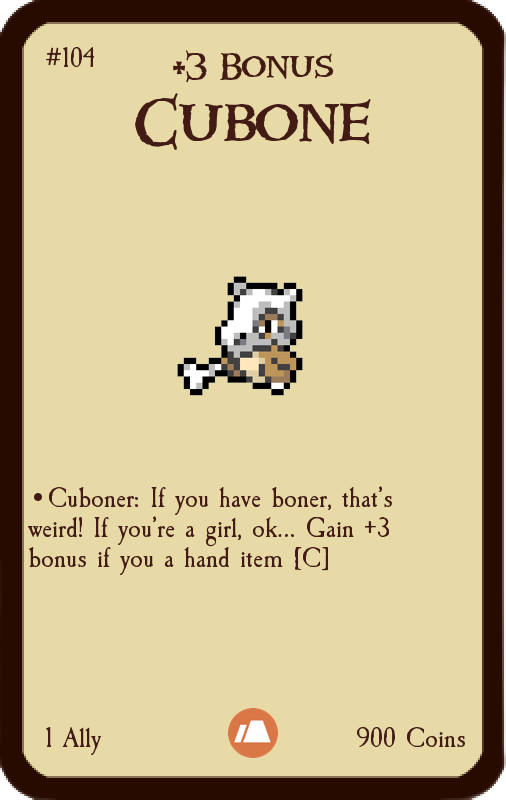 #104
+3 Bonus
Cubone
• Cuboner: If you have boner, that's
weird! If you're a girl, ok... Gain +3
bonus if you a hand item {C]
1 Ally
900 Coins